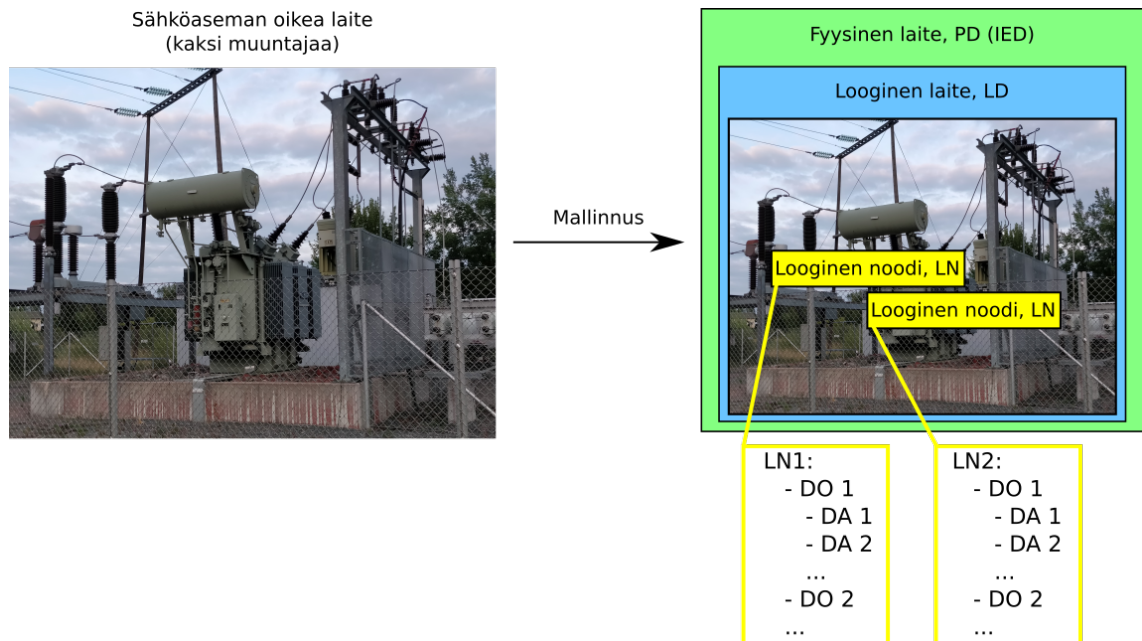 Sähköaseman oikea laite
(kaksi muuntajaa)
Mallinnus
Fyysinen laite, PD (IED)
Looginen laite, LD
Looginen noodi, LN
Looginen noodi, LN
LN1:
- DO 1
- DA 1
- DA 2
...
- DO 2
...
LN2:
- DO 1
- DA 1
- DA 2
...
- DO 2
...